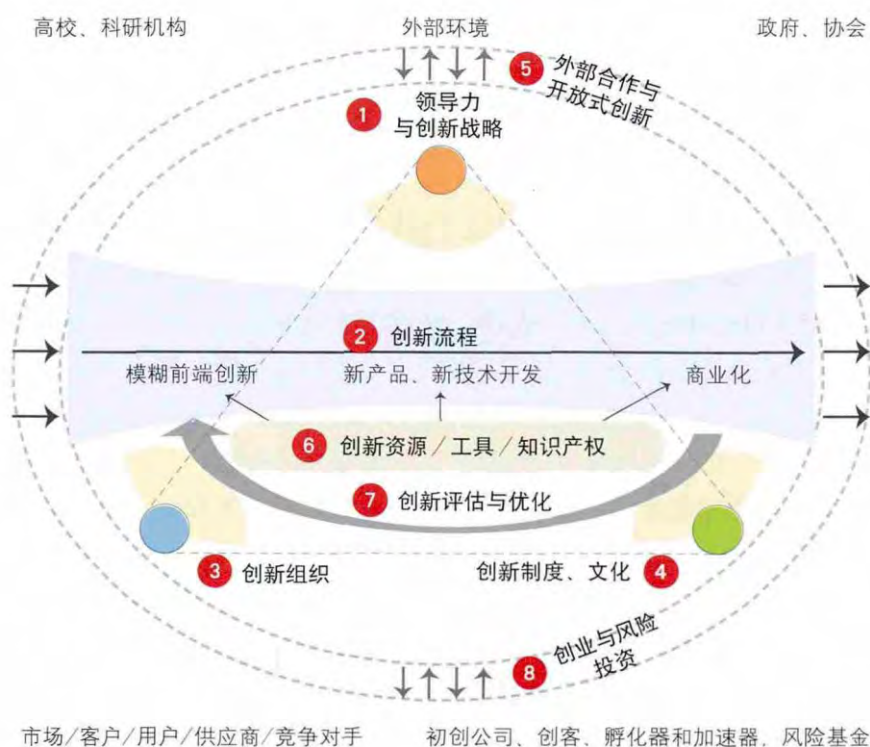 高校、科研机构
外部环境
政府、协会
5 外部合作与
开放式创新
1 领导力
与创新战略
2 创新流程
模糊前端创新
新产品、新技术开发
商业化
6 创新资源/工具/知识产权
7 创新评估与优化
3 创新组织
创新制度、文化 4
8 创业与风险
投资
市场/客户/用户/供应商/竞争对手
初创公司、创客、孵化器和加速器、风险基金